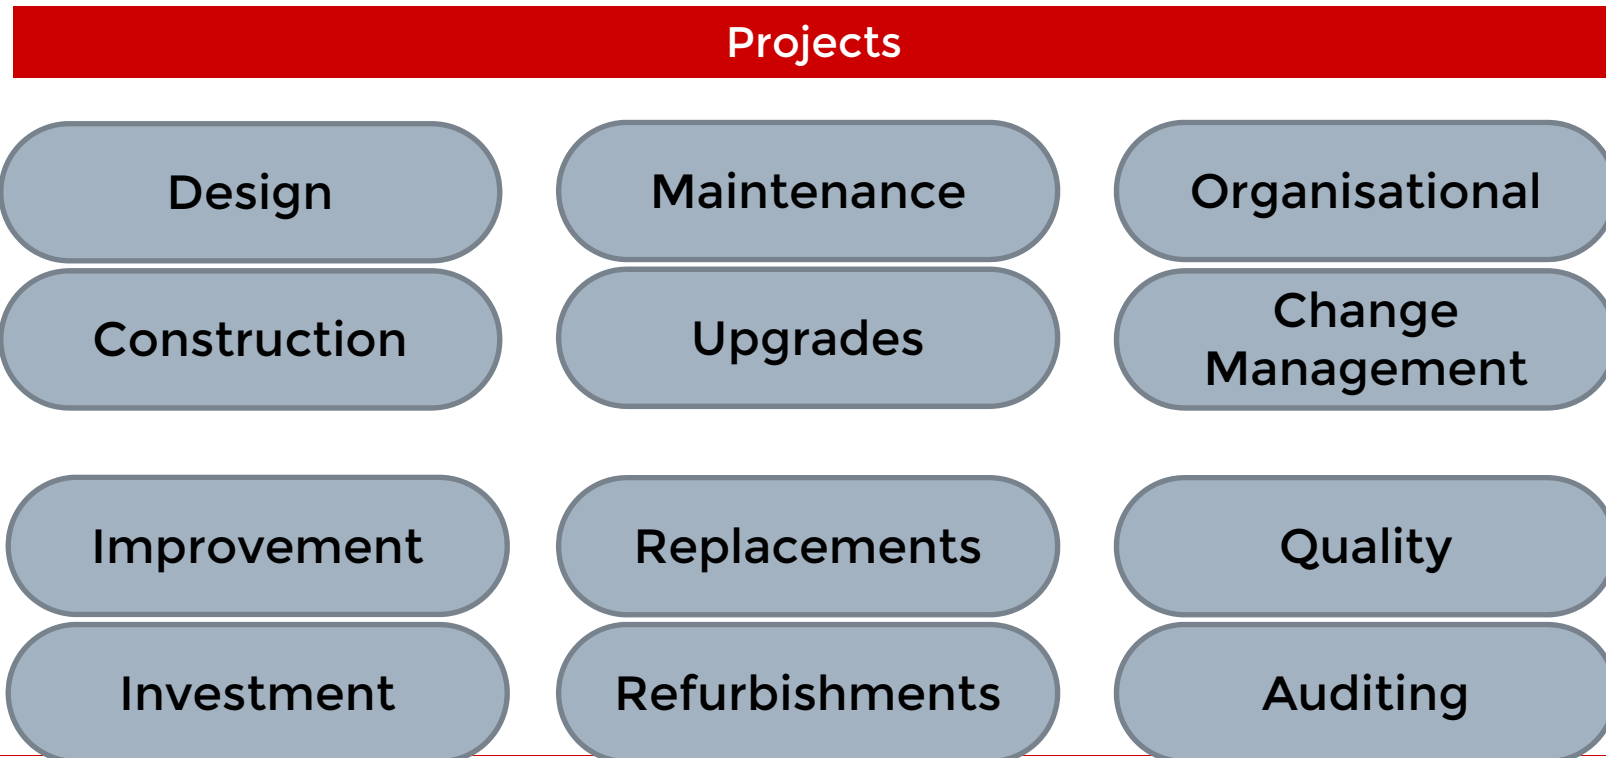 Projects
Design
Maintenance
Organisational
Construction
Upgrades
Change
Management
Improvement
Replacements
Quality
Investment
Refurbishments
Auditing